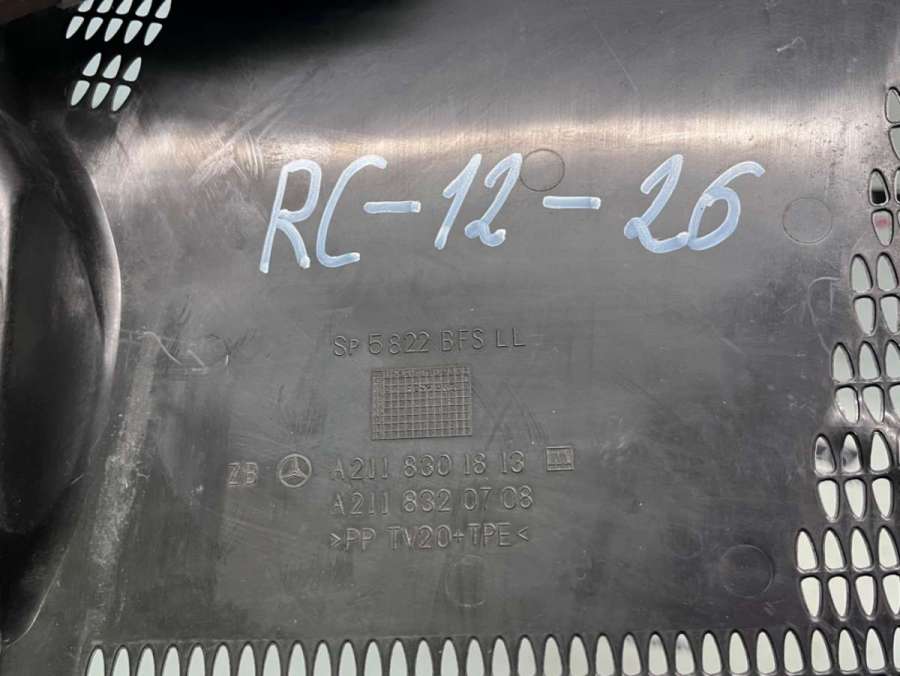 RC-12-26
SP 5822 BFS LL
ZB A211 830 18 13
A211 832 07 08
>PP TV20+TPE<